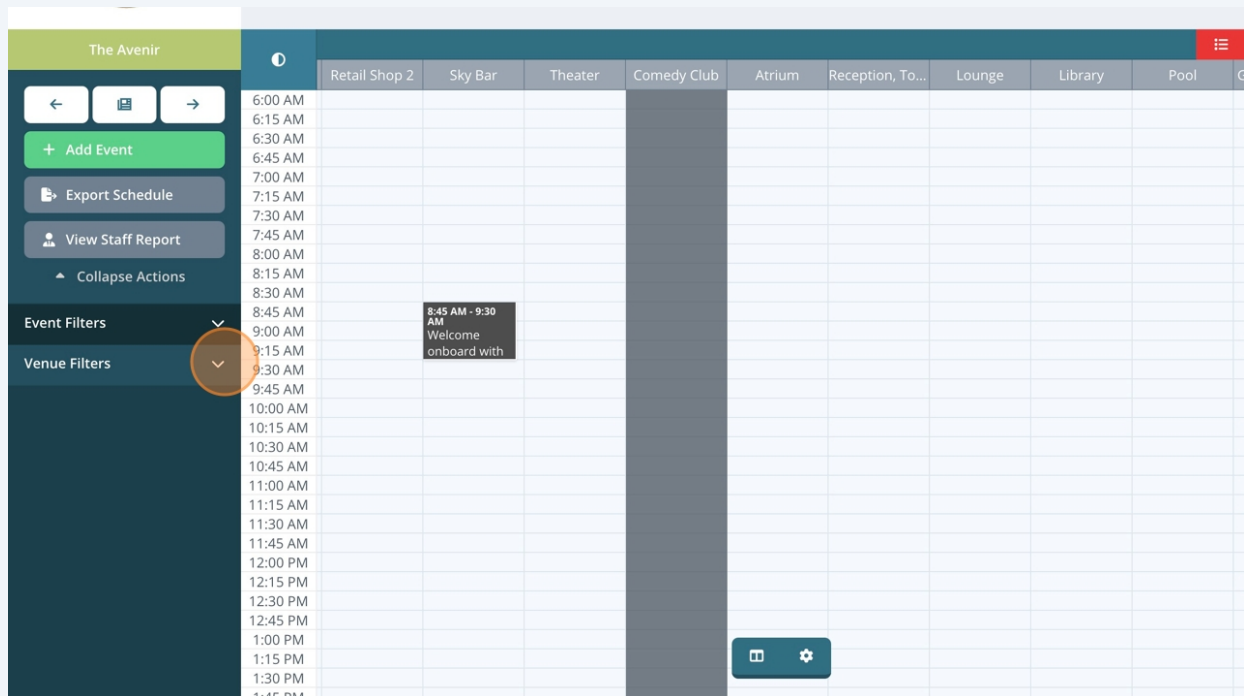 The Avenir
Add Event
Export Schedule
View Staff Report
Collapse Actions
Event Filters
Venue Filters
Retail Shop 2 Sky Bar Theater Comedy Club Atrium Reception, To... Lounge Library Pool
6:00 AM
6:15 AM
6:30 AM
6:45 AM
7:00 AM
7:15 AM
7:30 AM
7:45 AM
8:00 AM
8:15 AM
8:30 AM
8:45 AM
9:00 AM
9:15 AM
9:30 AM
9:45 AM
10:00 AM
10:15 AM
10:30 AM
10:45 AM
11:00 AM
11:15 AM
11:30 AM
11:45 AM
12:00 PM
12:15 PM
12:30 PM
12:45 PM
1:00 PM
1:15 PM
1:30 PM
1:45 PM
8:45 AM - 9:30
AM
Welcome
onboard with